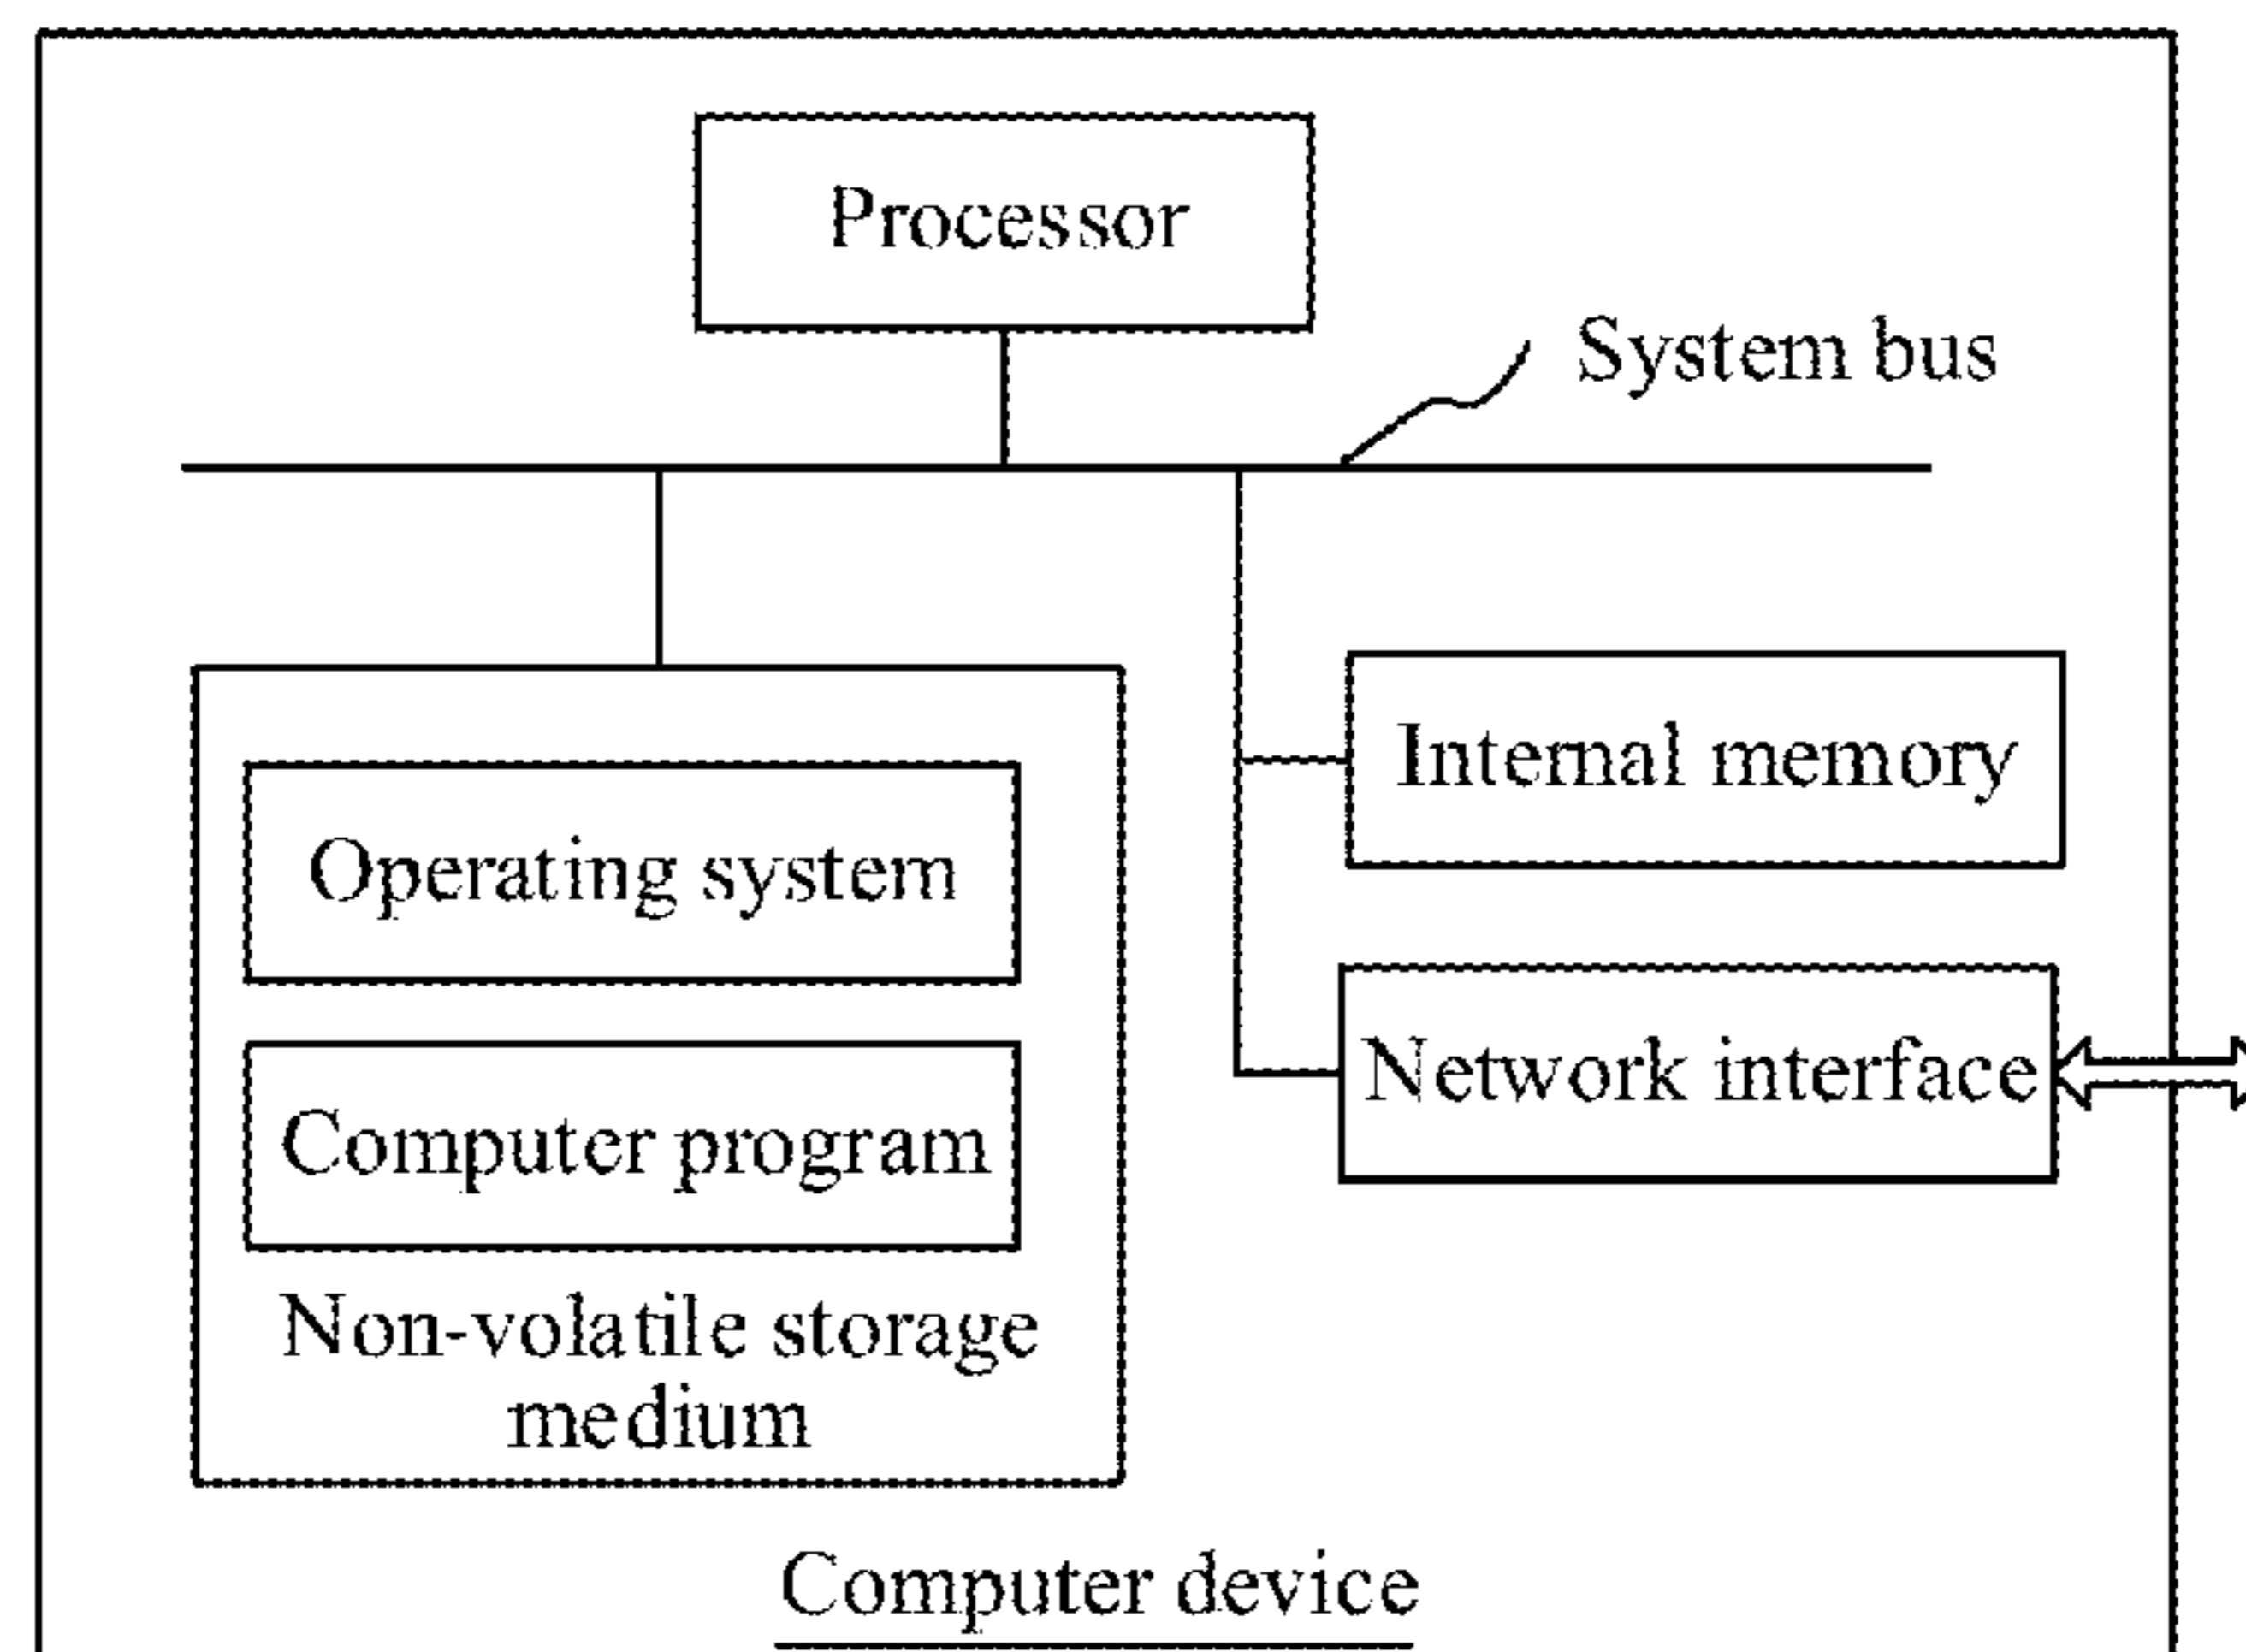 Processor
System bus
Internal memory
Operating system
Network interface
Computer program
Non-volatile storage
medium
Computer device